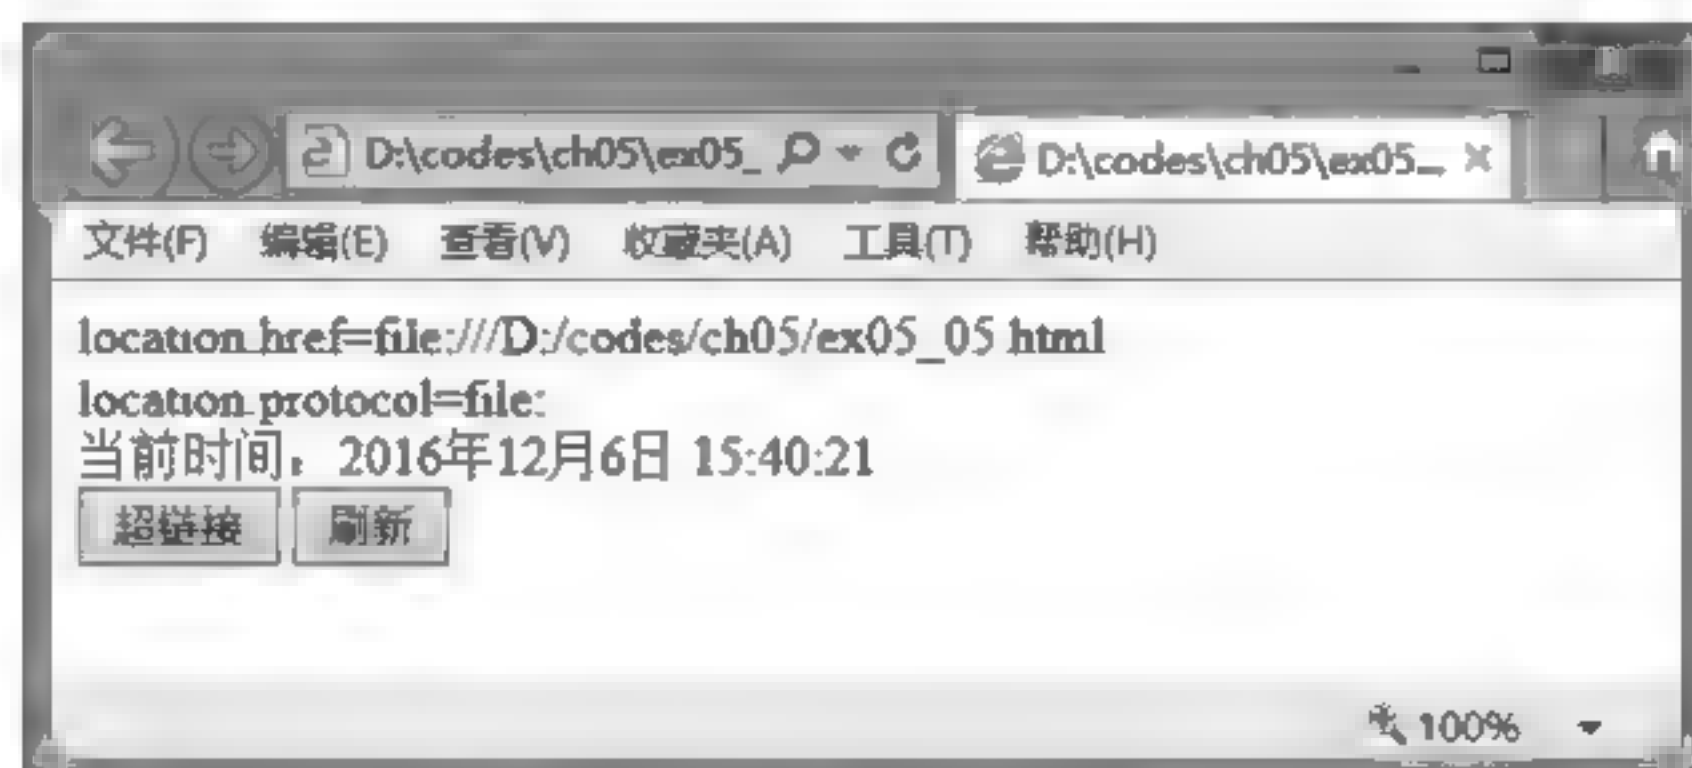 D:\codes\ch05\ex05_
D:\codes\ch05\ex05...
文件(F) 编辑(E) 查看(V) 收藏夹(A) 工具(T) 帮助(H)
location.href=file:///D:/codes/ch05/ex05_05.html
location.protocol=file:
当前时间：2016年12月6日 15:40:21
超链接 刷新
100%